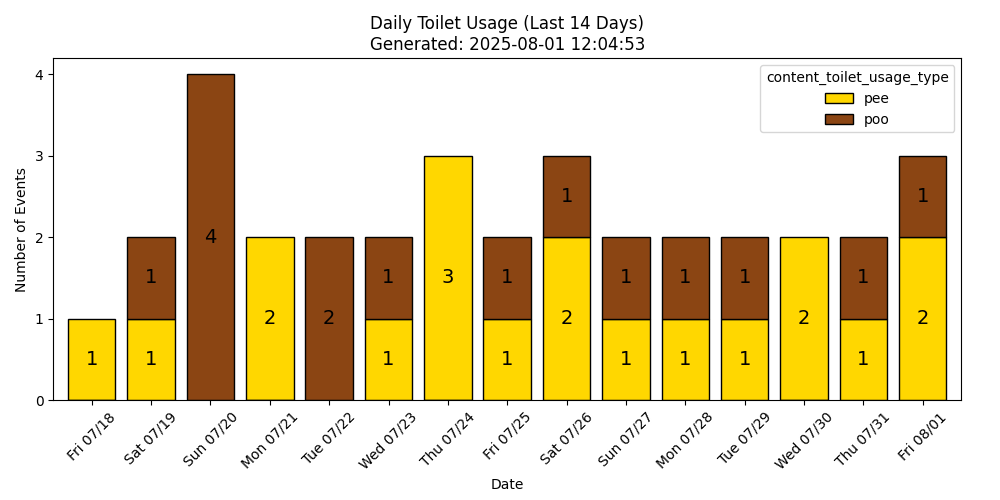 Daily Toilet Usage (Last 14 Days)
Generated: 2025-08-01 12:04:53
content_toilet_usage_type
pee
poo
Number of Events
4
3
2
1
0
1
1
1
4
2
2
1
1
3
1
1
1
2
1
1
1
1
1
1
2
1
1
1
2
Fri 07/18
Sat 07/19
Sun 07/20
Mon 07/21
Tue 07/22
Wed 07/23
Thu 07/24
Fri 07/25
Sat 07/26
Sun 07/27
Mon 07/28
Tue 07/29
Wed 07/30
Thu 07/31
Fri 08/01
Date